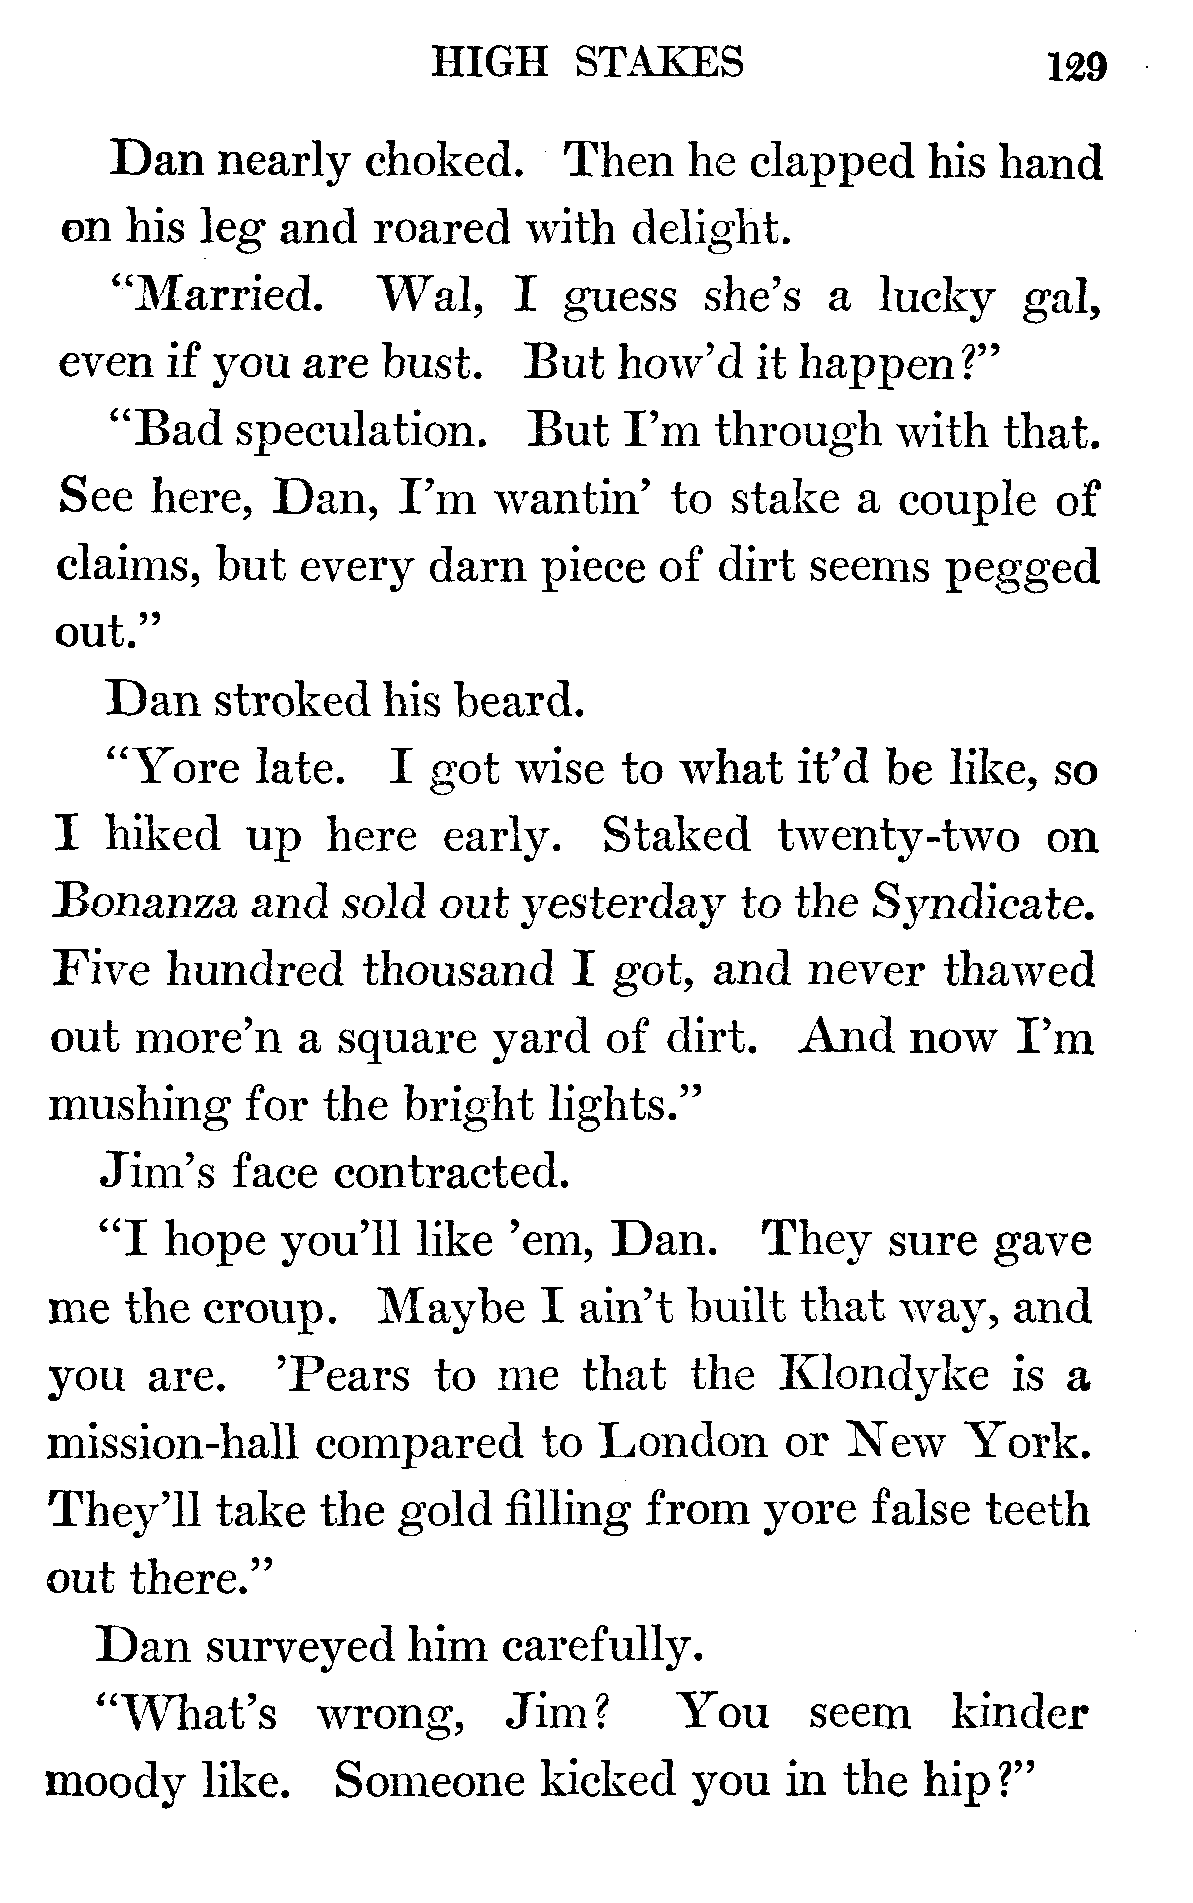 HIGH STAKES 129
Dan nearly choked. Then he clapped his hand
on his leg and roared with delight.
“Married. Wal, I guess she’s a lucky gal,
even if you are bust. But how’d it happen?”
“Bad speculation. But I’m through with that.
See here, Dan, I’m wantin’ to stake a couple of
claims, but every darn piece of dirt seems pegged
out.”
Dan stroked his beard.
“Yore late. I got wise to what it’d be like, so
I hiked up here early. Staked twenty-two on
Bonanza and sold out yesterday to the Syndicate.
Five hundred thousand I got, and never thawed
out more’n a square yard of dirt. And now I’m
mushing for the bright lights.”
Jim’s face contracted.
“I hope you’ll like ’em, Dan. They sure gave
me the croup. Maybe I ain’t built that way, and
you are. ’Pears to me that the Klondyke is a
mission-hall compared to London or New York.
They’ll take the gold filling from yore false teeth
out there.”
Dan surveyed him carefully.
“What’s wrong, Jim? You seem kinder
moody like. Someone kicked you in the hip?”